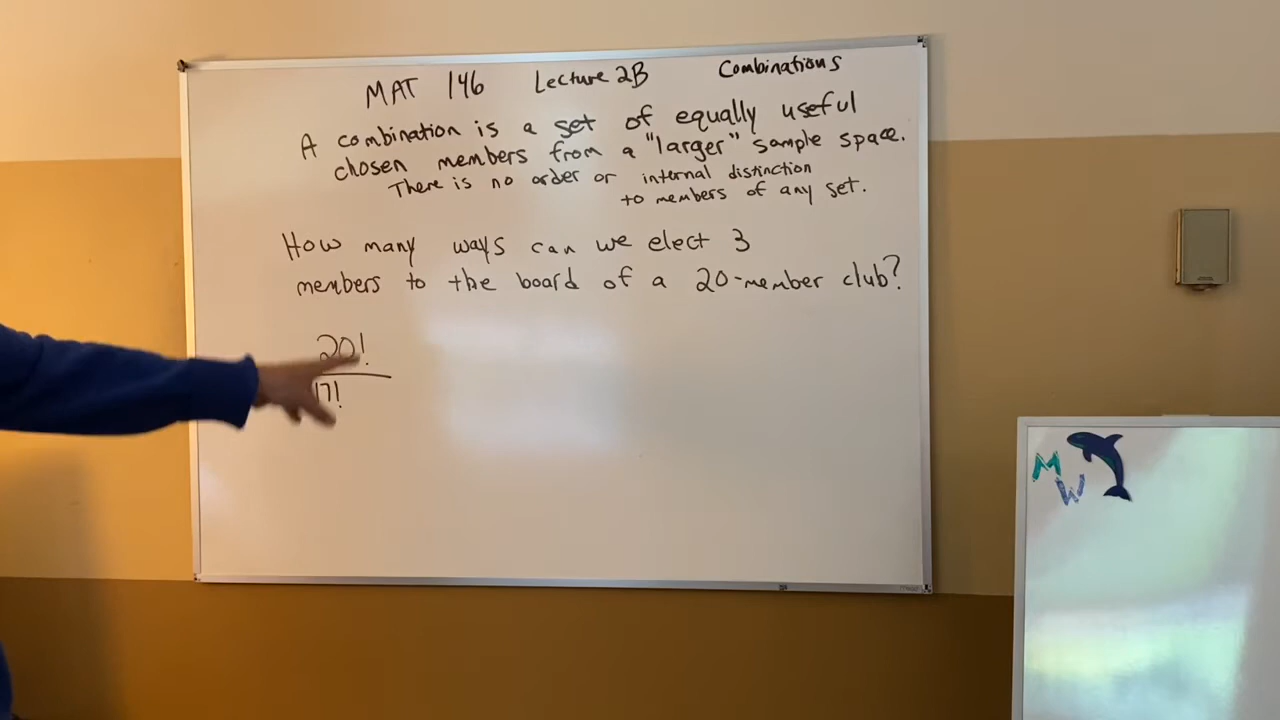 MAT 146 Lecture 2B Combinations
A combination is a set of equally useful
chosen members from a "larger" sample space.
There is no order or internal distinction
to members of any set.
How many ways can we elect 3
members to the board of a 20-member club?
20!
17!
M
W